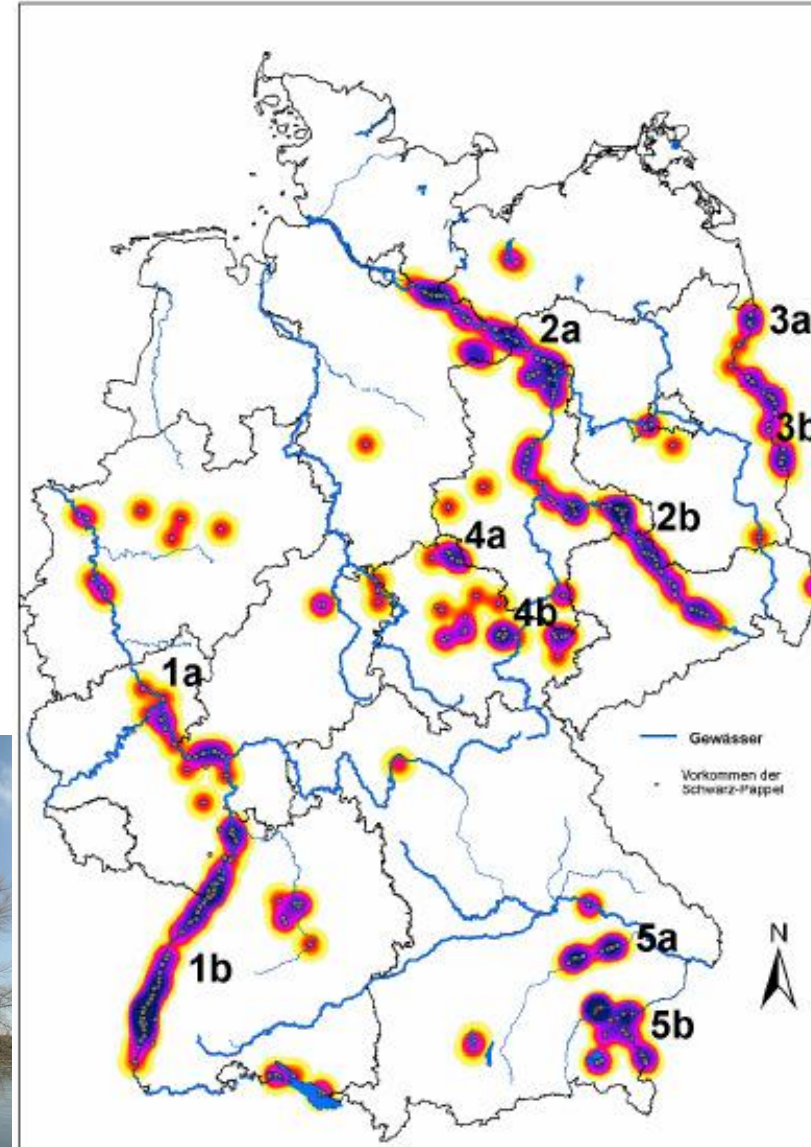 2a
3a
3b
2b
4a
4b
1a
Gewässer
Vorkommen der
Schwarz-Pappel
N
5a
1b
5b